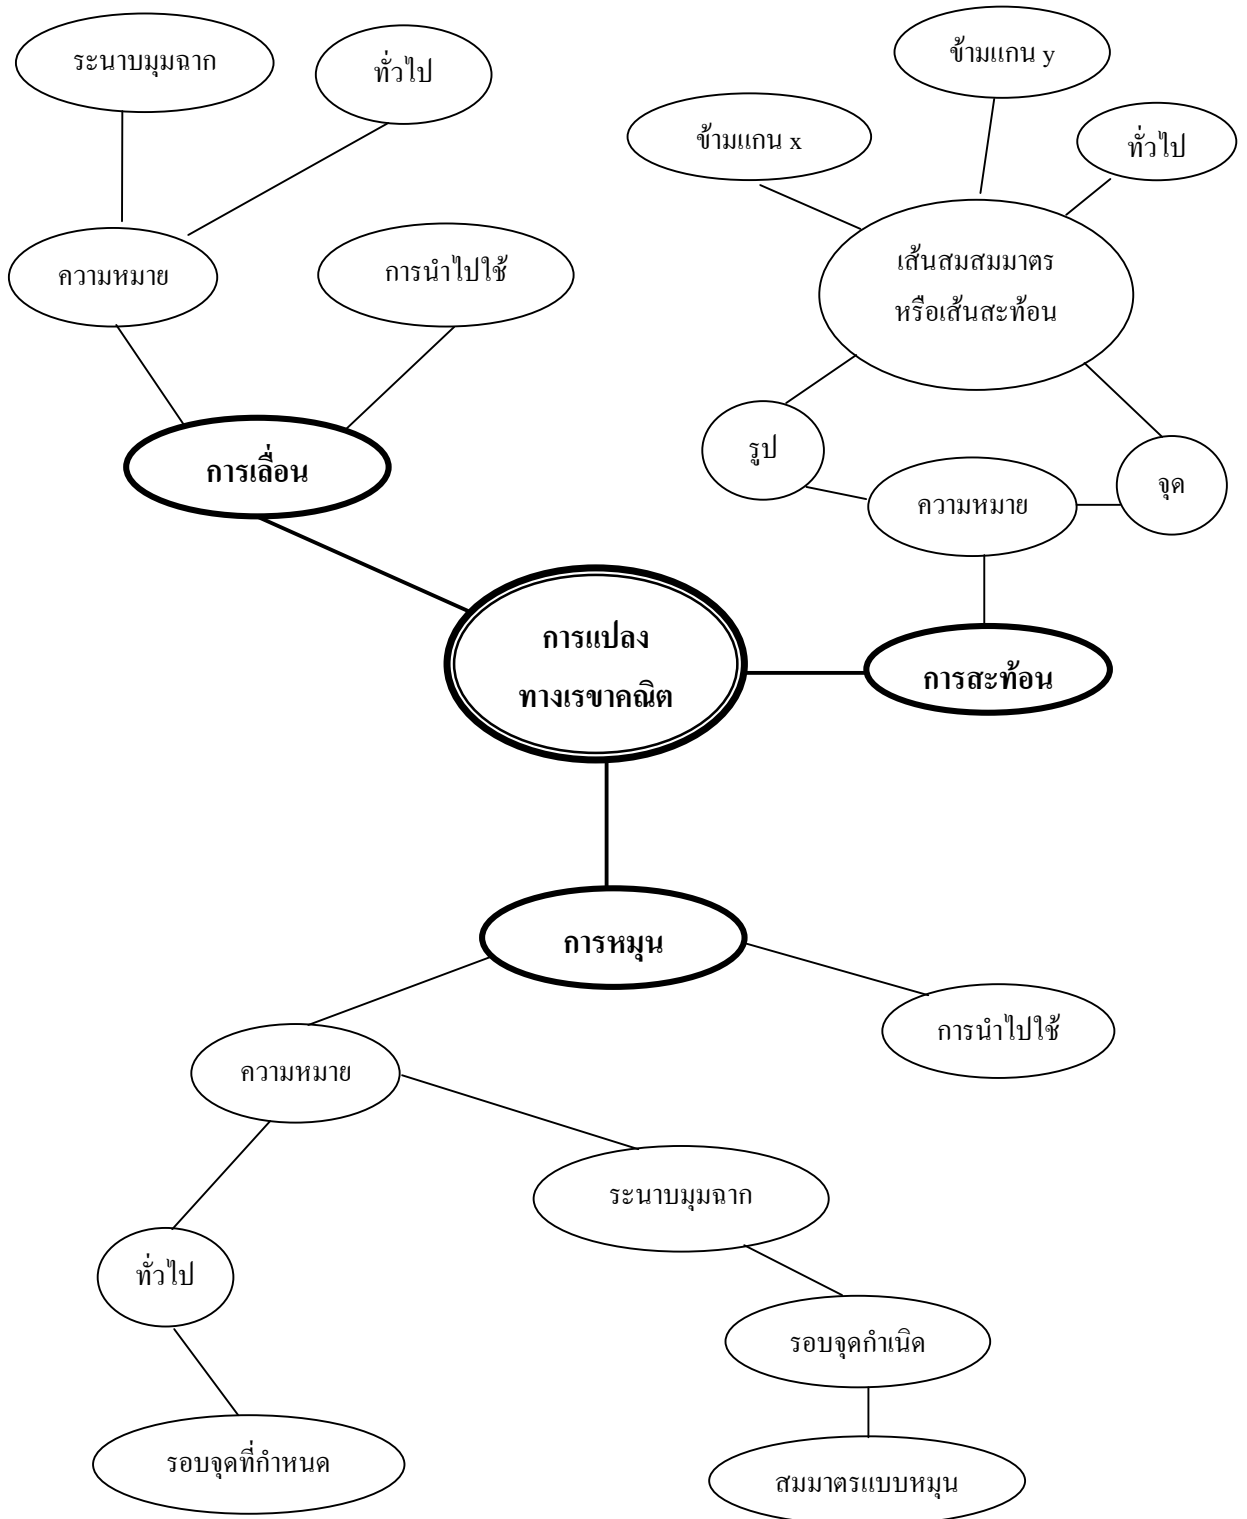 ระนาบมุมฉาก
ทั่วไป
ข้ามแกน y
ข้ามแกน x
ทั่วไป
ความหมาย
การนำไปใช้
เส้นสมสมมาตร
หรือเส้นสะท้อน
การเลื่อน
รูป
ความหมาย
จุด
การแปลง
ทางเรขาคณิต
การสะท้อน
การหมุน
การนำไปใช้
ความหมาย
ระนาบมุมฉาก
ทั่วไป
รอบจุดกำเนิด
รอบจุดที่กำหนด
สมมาตรแบบหมุน